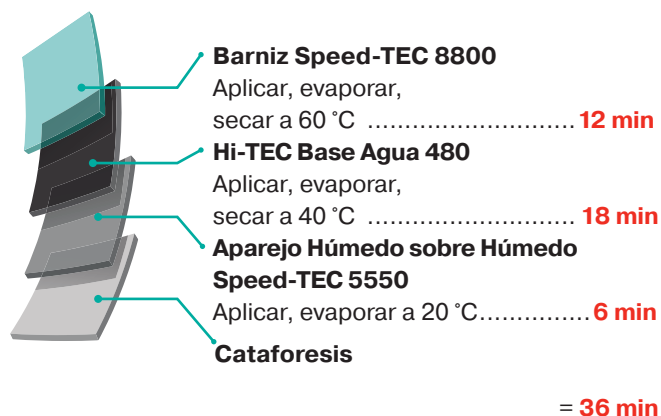 Barniz Speed-TEC 8800
Aplicar, evaporar,
secar a 60 °C ............................ 12 min
Hi-TEC Base Agua 480
Aplicar, evaporar,
secar a 40 °C ............................ 18 min
Aparejo Húmedo sobre Húmedo
Speed-TEC 5550
Aplicar, evaporar a 20 °C............... 6 min
Cataforesis
= 36 min